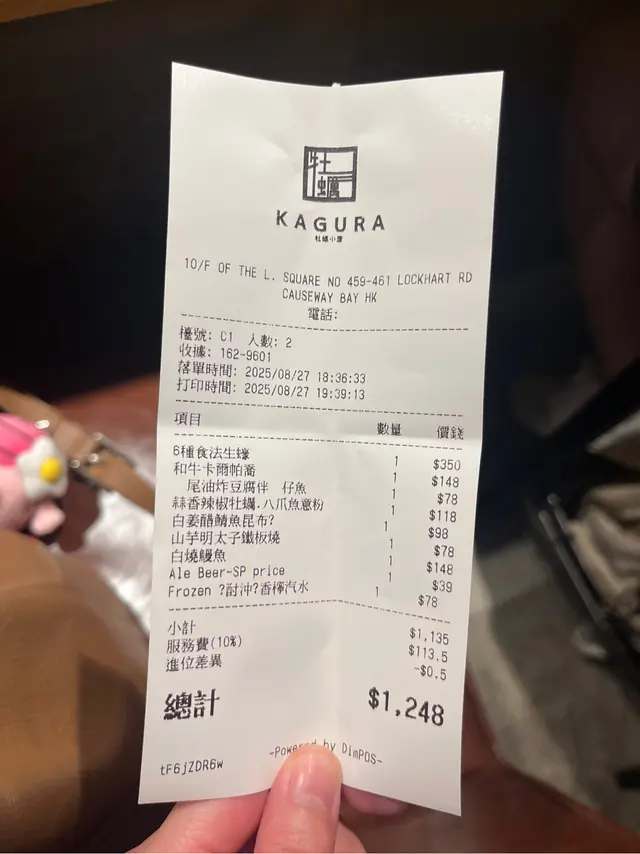 牡蠣
KAGURA
牡蠣小屋
10/F OF THE L. SQUARE NO 459-461 LOCKHART RD
CAUSEWAY BAY HK
電話:
檯號: C1 人數: 2
收據: 162-9601
落單時間: 2025/08/27 18:36:33
打印時間: 2025/08/27 19:39:13
項目 數量 價錢
6種食法生蠔 1 $350
和牛卡爾帕喬 1 $148
尾油炸豆腐伴 仔魚 1 $78
蒜香辣椒牡蠣.八爪魚意粉 1 $118
白姜醋鯖魚昆布? 1 $98
山芋明太子鐵板燒 1 $78
白燒鰻魚 1 $148
Ale Beer-SP price 1 $39
Frozen ?酎沖?香檸汽水 1 $78
小計 $1,135
服務費(10%) $113.5
進位差異 -$0.5
總計 $1,248
-Powered by DimPOS-
tF6jZDR6w